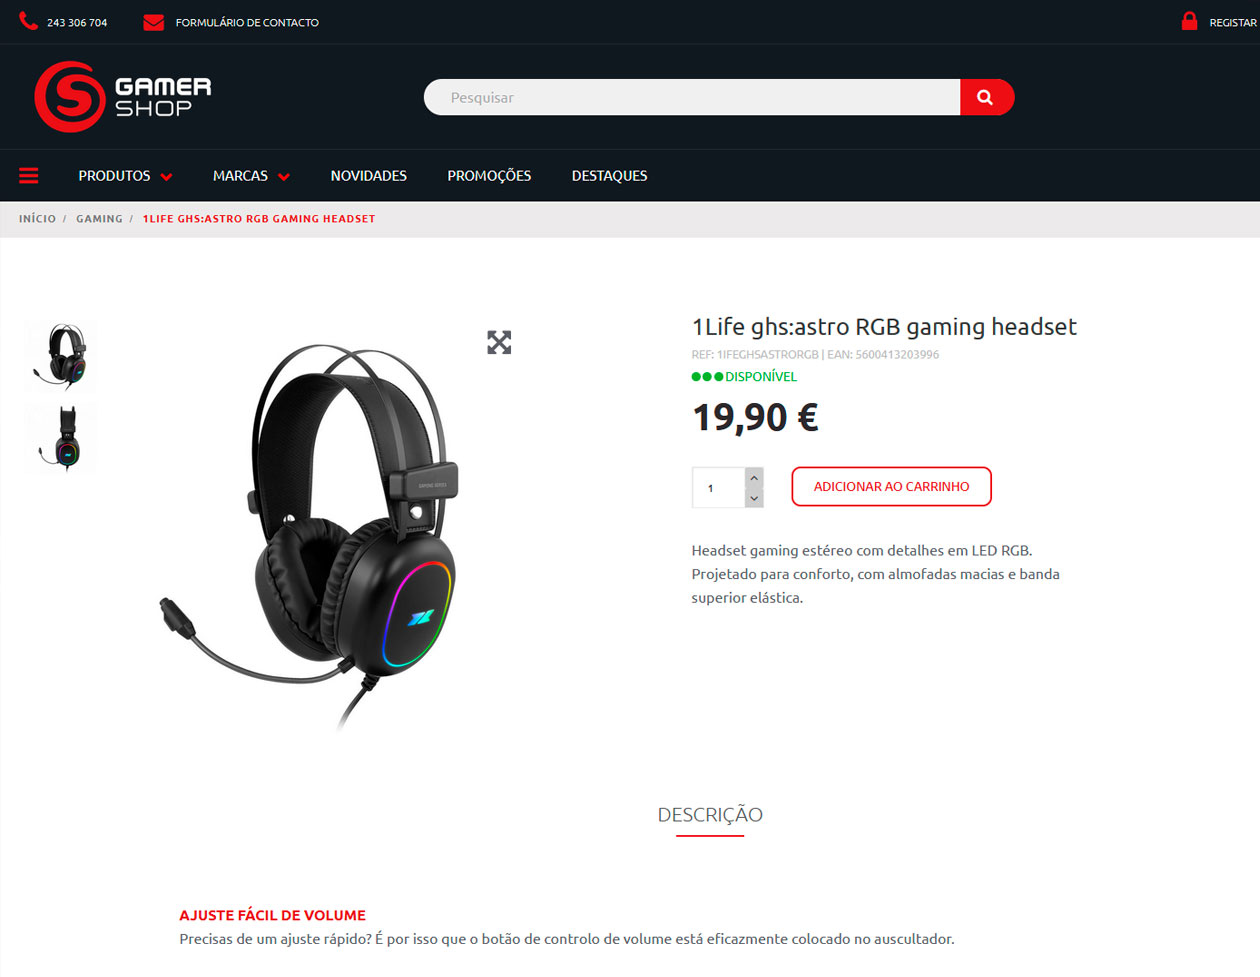 243 306 704
FORMULÁRIO DE CONTACTO
REGISTAR
GAMER
SHOP
Pesquisar
PRODUTOS
MARCAS
NOVIDADES
PROMOÇÕES
DESTAQUES
INÍCIO / GAMING / 1LIFE GHS:ASTRO RGB GAMING HEADSET
1Life ghs:astro RGB gaming headset
REF: 1IFEGHSASTRORGB | EAN: 5600413203996
DISPONÍVEL
19,90 €
1
ADICIONAR AO CARRINHO
Headset gaming estéreo com detalhes em LED RGB.
Projetado para conforto, com almofadas macias e banda
superior elástica.
DESCRIÇÃO
AJUSTE FÁCIL DE VOLUME
Precisas de um ajuste rápido? É por isso que o botão de controlo de volume está eficazmente colocado no auscultador.